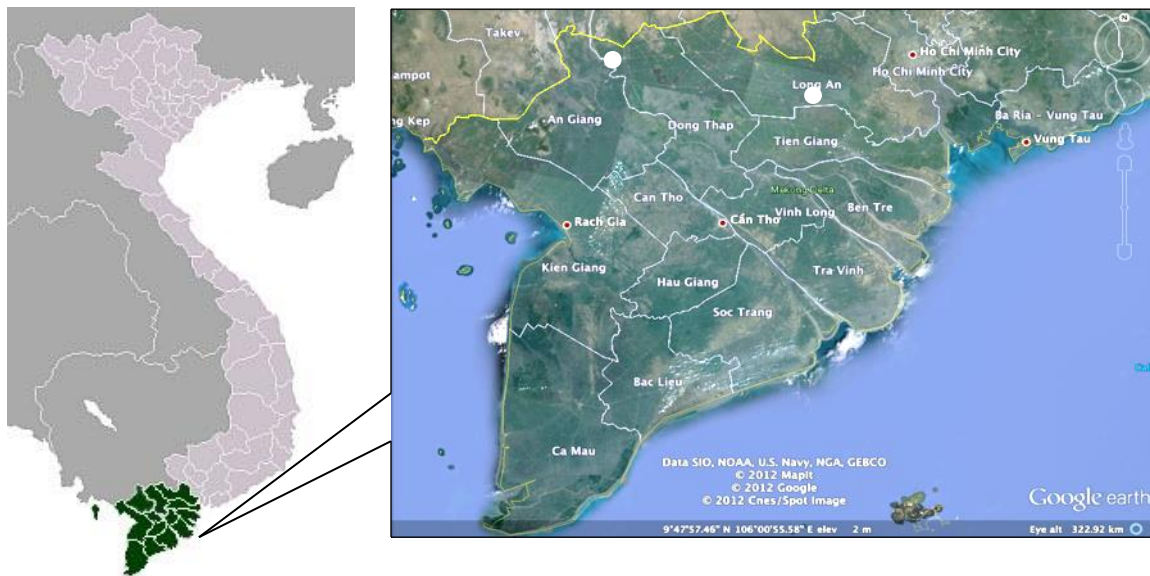 N
Takev
Ho Chi Minh City
Ho Chi Minh City
ampot
Long An
ng Kep
An Giang
Dong Thap
Ba Ria - Vung Tau
Tien Giang
Vung Tau
Mekong Delta
Can Tho
Vinh Long
Ben Tre
Rach Gia
Cần Thơ
Kien Giang
Tra Vinh
Hau Giang
Soc Trang
Bac Lieu
Ca Mau
Data SIO, NOAA, U.S. Navy, NGA, GEBCO
© 2012 Mapit
© 2012 Google
© 2012 Cnes/Spot Image
Google earth
9°47'57.46" N 106°00'55.58" E elev 2 m
Eye alt 322.92 km